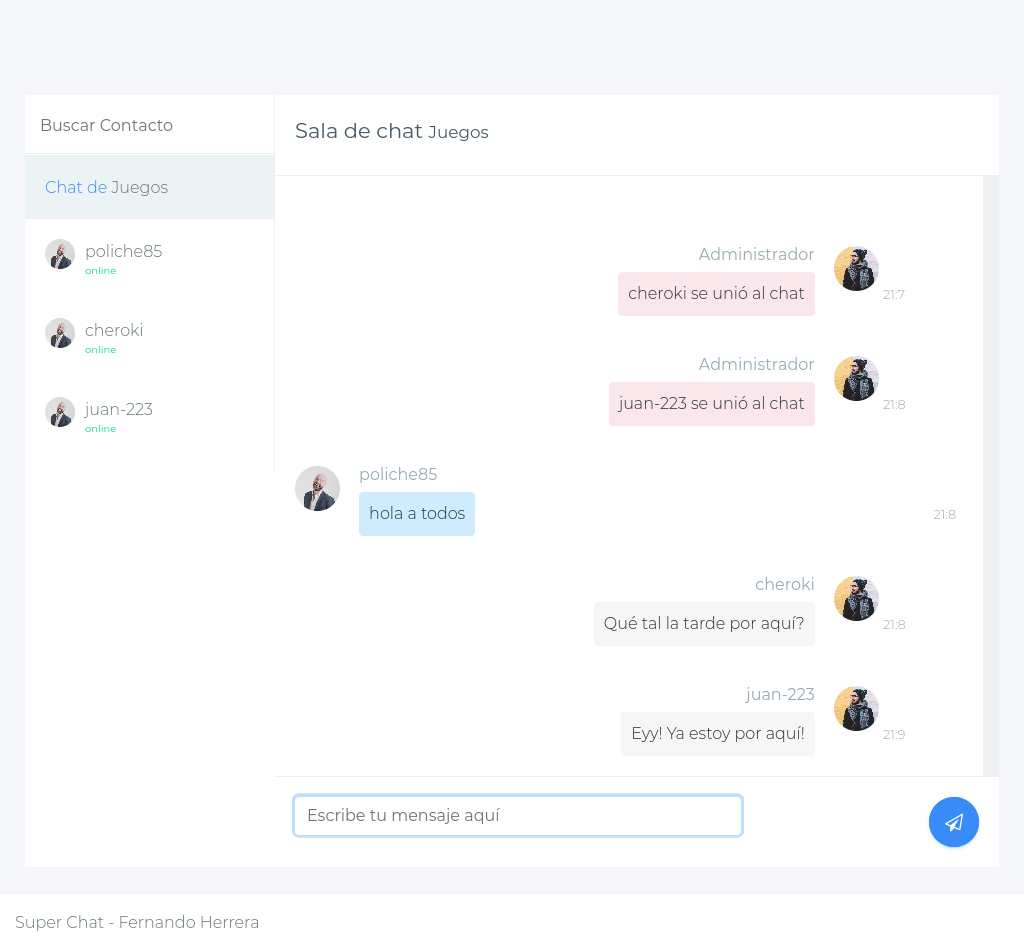 Buscar Contacto
Chat de Juegos
poliche85
online
cheroki
online
juan-223
online
Sala de chat Juegos
Administrador
cheroki se unió al chat
21:7
Administrador
juan-223 se unió al chat
21:8
poliche85
hola a todos
21:8
cheroki
Qué tal la tarde por aquí?
21:8
juan-223
Eyy! Ya estoy por aquí!
21:9
Escribe tu mensaje aquí
Super Chat - Fernando Herrera